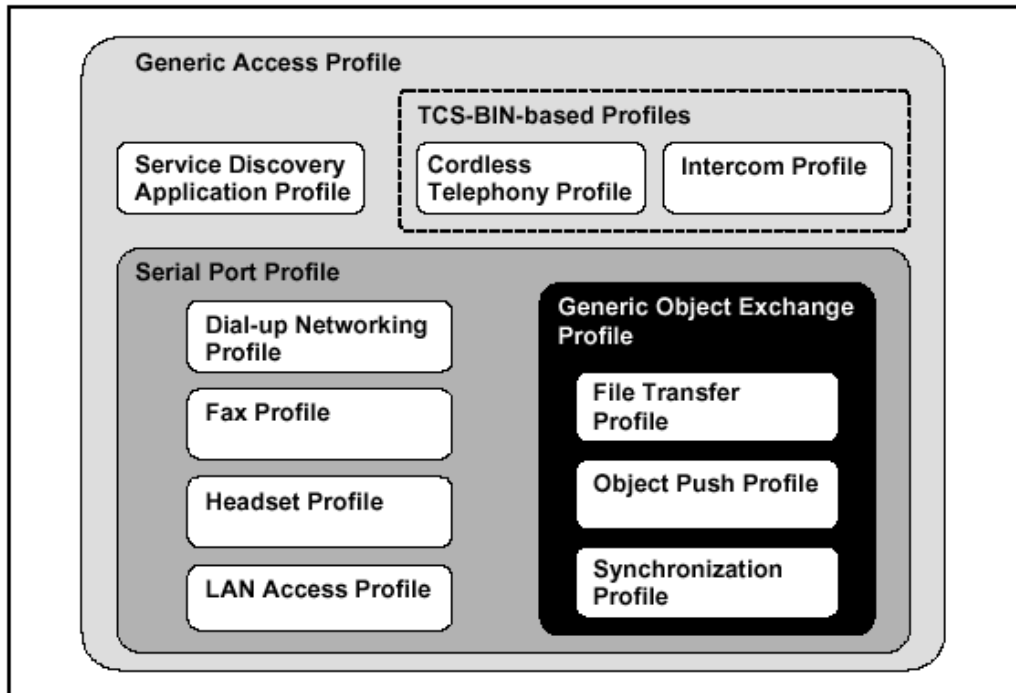 Generic Access Profile
TCS-BIN-based Profiles
Service Discovery
Application Profile
Cordless
Telephony Profile
Intercom Profile
Serial Port Profile
Dial-up Networking
Profile
Fax Profile
Headset Profile
LAN Access Profile
Generic Object Exchange
Profile
File Transfer
Profile
Object Push Profile
Synchronization
Profile